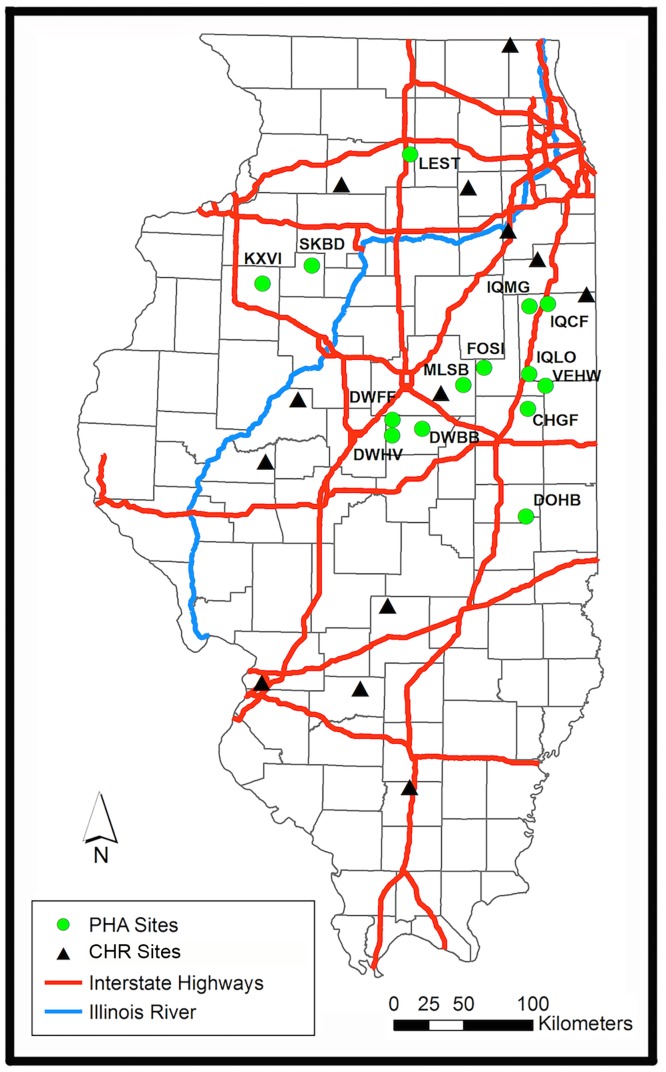 LEST
SKBD
KXVI
IQMG
IQCF
FOSI
IQLO
MLSB
VEHW
DWFF
CHGF
DWBB
DWHV
DOHB
N
PHA Sites
CHR Sites
Interstate Highways
Illinois River
0 25 50 100
Kilometers